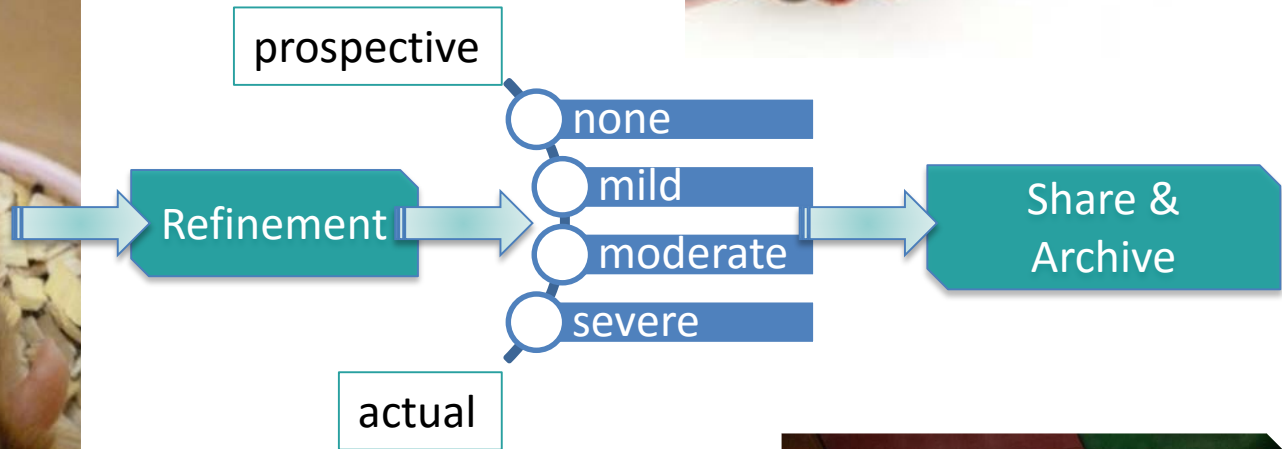 prospective
none
mild
Refinement
moderate
severe
Share &
Archive
actual